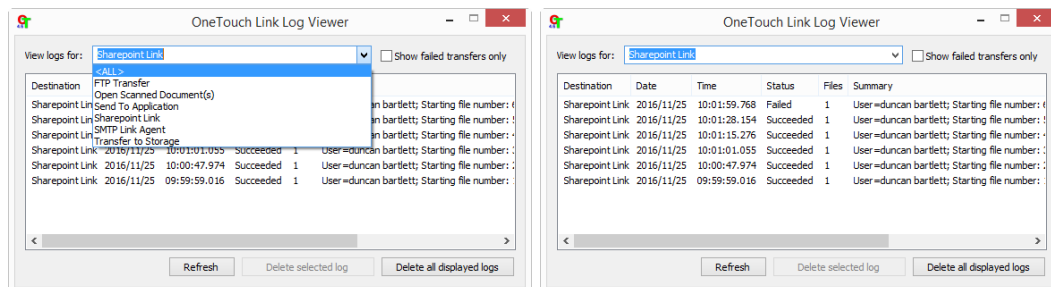 OneTouch Link Log Viewer
View logs for: Sharepoint Link Show failed transfers only
<ALL>
FTP Transfer
Open Scanned Document(s)
Send To Application
Sharepoint Link
SMTP Link Agent
Transfer to Storage
Destination
Sharepoint Lin an bartlett; Starting file number:
Sharepoint Lin an bartlett; Starting file number:
Sharepoint Lin an bartlett; Starting file number:
Sharepoint Link 2016/11/25 10:01:01.055 Succeeded 1 User=duncan bartlett; Starting file number:
Sharepoint Link 2016/11/25 10:00:47.974 Succeeded 1 User=duncan bartlett; Starting file number:
Sharepoint Link 2016/11/25 09:59:59.016 Succeeded 1 User=duncan bartlett; Starting file number:
Refresh Delete selected log Delete all displayed logs
OneTouch Link Log Viewer
View logs for: Sharepoint Link Show failed transfers only
Destination Date Time Status Files Summary
Sharepoint Link 2016/11/25 10:01:59.768 Failed 1 User=duncan bartlett; Starting file number:
Sharepoint Link 2016/11/25 10:01:28.154 Succeeded 1 User=duncan bartlett; Starting file number:
Sharepoint Link 2016/11/25 10:01:15.276 Succeeded 1 User=duncan bartlett; Starting file number:
Sharepoint Link 2016/11/25 10:01:01.055 Succeeded 1 User=duncan bartlett; Starting file number:
Sharepoint Link 2016/11/25 10:00:47.974 Succeeded 1 User=duncan bartlett; Starting file number:
Sharepoint Link 2016/11/25 09:59:59.016 Succeeded 1 User=duncan bartlett; Starting file number:
Refresh Delete selected log Delete all displayed logs